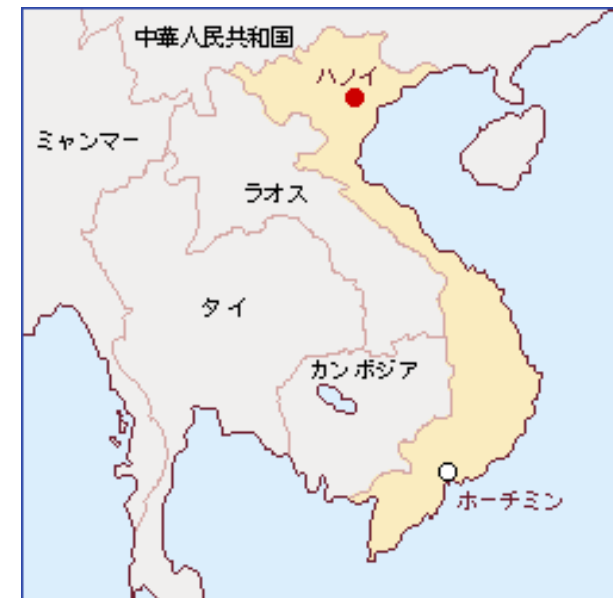 中華人民共和国
ハノイ
ミャンマー
ラオス
タイ
カンボジア
ホーチミン